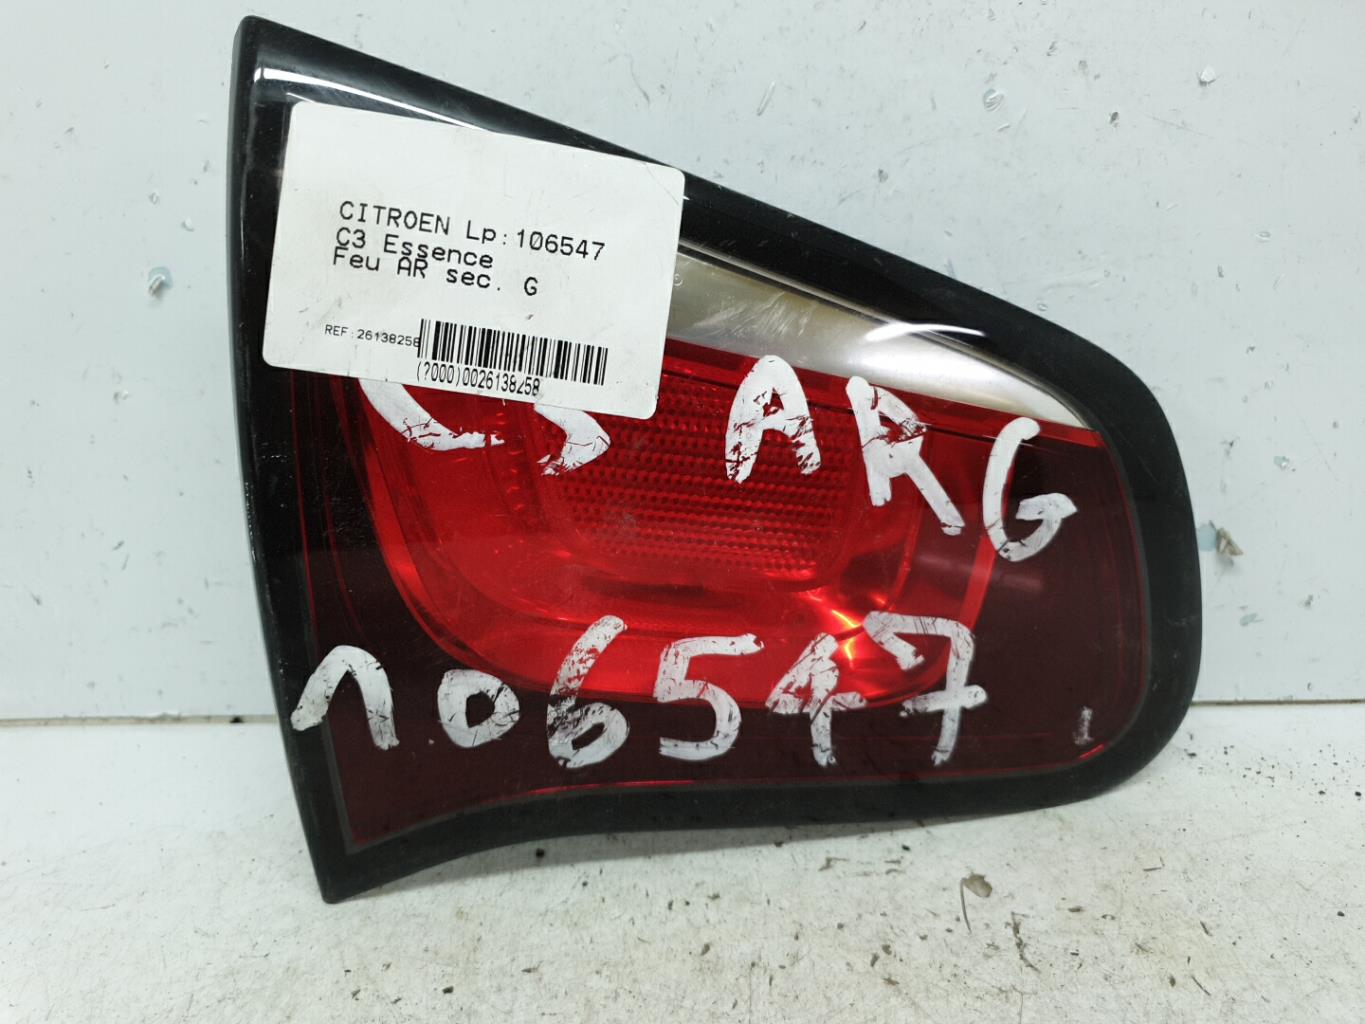 CITROEN Lp:106547
C3 Essence
Feu AR sec. G
REF:26138258
(?000)0026138258
C3 ARG
106547